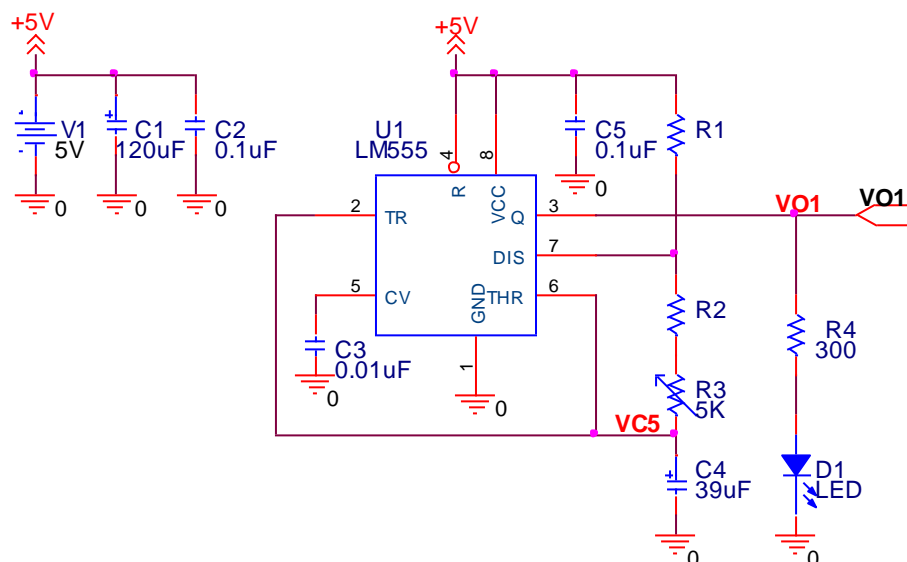 +5V
V1
5V
C1
120uF
C2
0.1uF
0
0
0
+5V
U1
LM555
4
8
C5
0.1uF
0
R1
2
TR
R
VCC
Q
3
VO1
VO1
DIS
7
5
CV
GND
THR
6
1
0
C3
0.01uF
0
R2
R3
5K
VC5
C4
39uF
0
R4
300
D1
LED
0